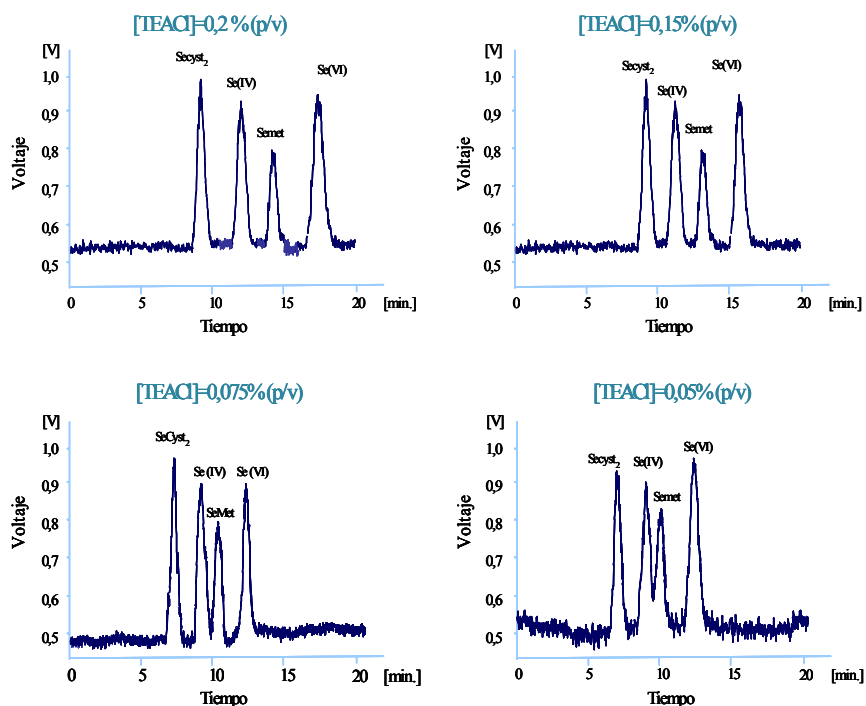 [TEACl]=0,2 % (p/v)
[V]
1,0
0,9
0,8
0,7
0,6
0,5
Voltaje
Secyst2
Se(IV)
Semet
Se(VI)
0 5 10 15 20 [min.]
Tiempo
[TEACl]=0,15% (p/v)
[V]
1,0
0,9
0,8
0,7
0,6
0,5
Voltaje
Secyst2
Se(IV)
Semet
Se(VI)
0 5 10 15 20 [min.]
Tiempo
[TEACl]=0,075% (p/v)
[V]
1,0
0,9
0,8
0,7
0,6
0,5
Voltaje
SeCyst2
Se (IV)
SeMet
Se (VI)
0 5 10 15 20 [min.]
Tiempo
[TEACl]=0,05% (p/v)
[V]
1,0
0,9
0,8
0,7
0,6
0,5
Voltaje
Secyst2
Se(IV)
Semet
Se(VI)
0 5 10 15 20 [min.]
Tiempo